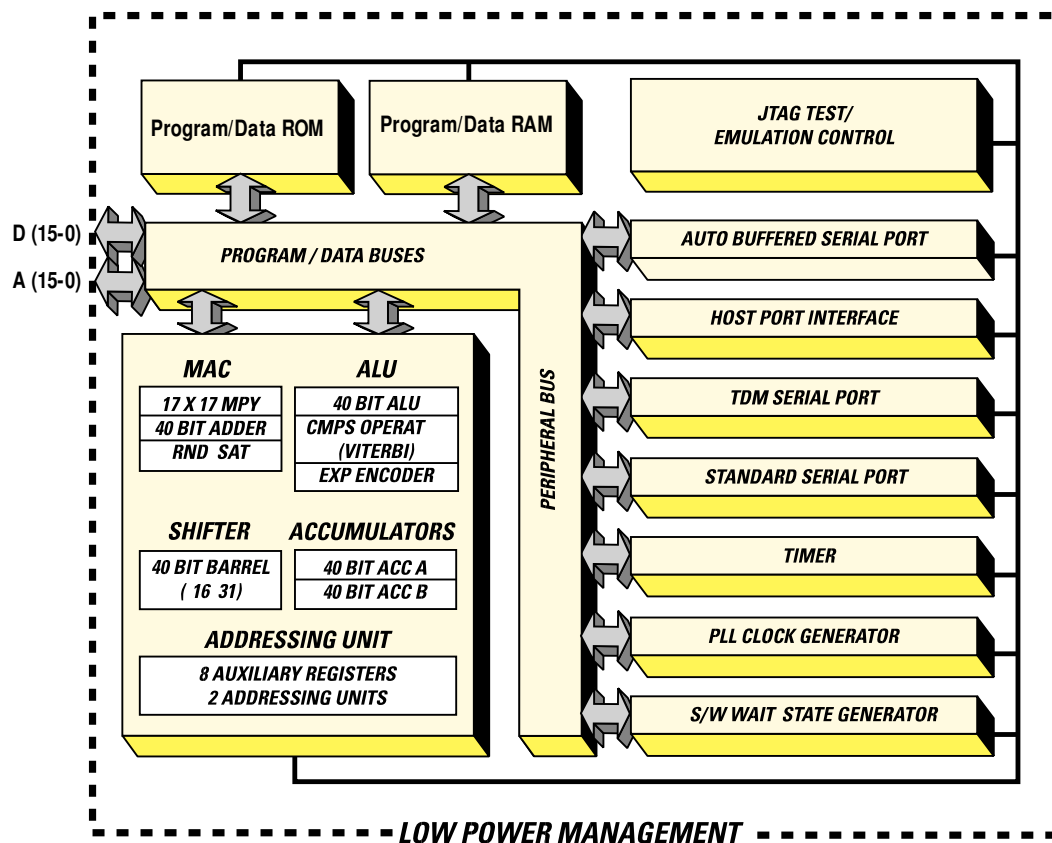 Program/Data ROM
Program/Data RAM
JTAG TEST/
EMULATION CONTROL
D (15-0)
A (15-0)
PROGRAM / DATA BUSES
AUTO BUFFERED SERIAL PORT
HOST PORT INTERFACE
TDM SERIAL PORT
STANDARD SERIAL PORT
TIMER
PLL CLOCK GENERATOR
S/W WAIT STATE GENERATOR
PERIPHERAL BUS
MAC
17 X 17 MPY
40 BIT ADDER
RND SAT
ALU
40 BIT ALU
CMPS OPERAT
(VITERBI)
EXP ENCODER
SHIFTER
40 BIT BARREL
( 16 31)
ACCUMULATORS
40 BIT ACC A
40 BIT ACC B
ADDRESSING UNIT
8 AUXILIARY REGISTERS
2 ADDRESSING UNITS
LOW POWER MANAGEMENT